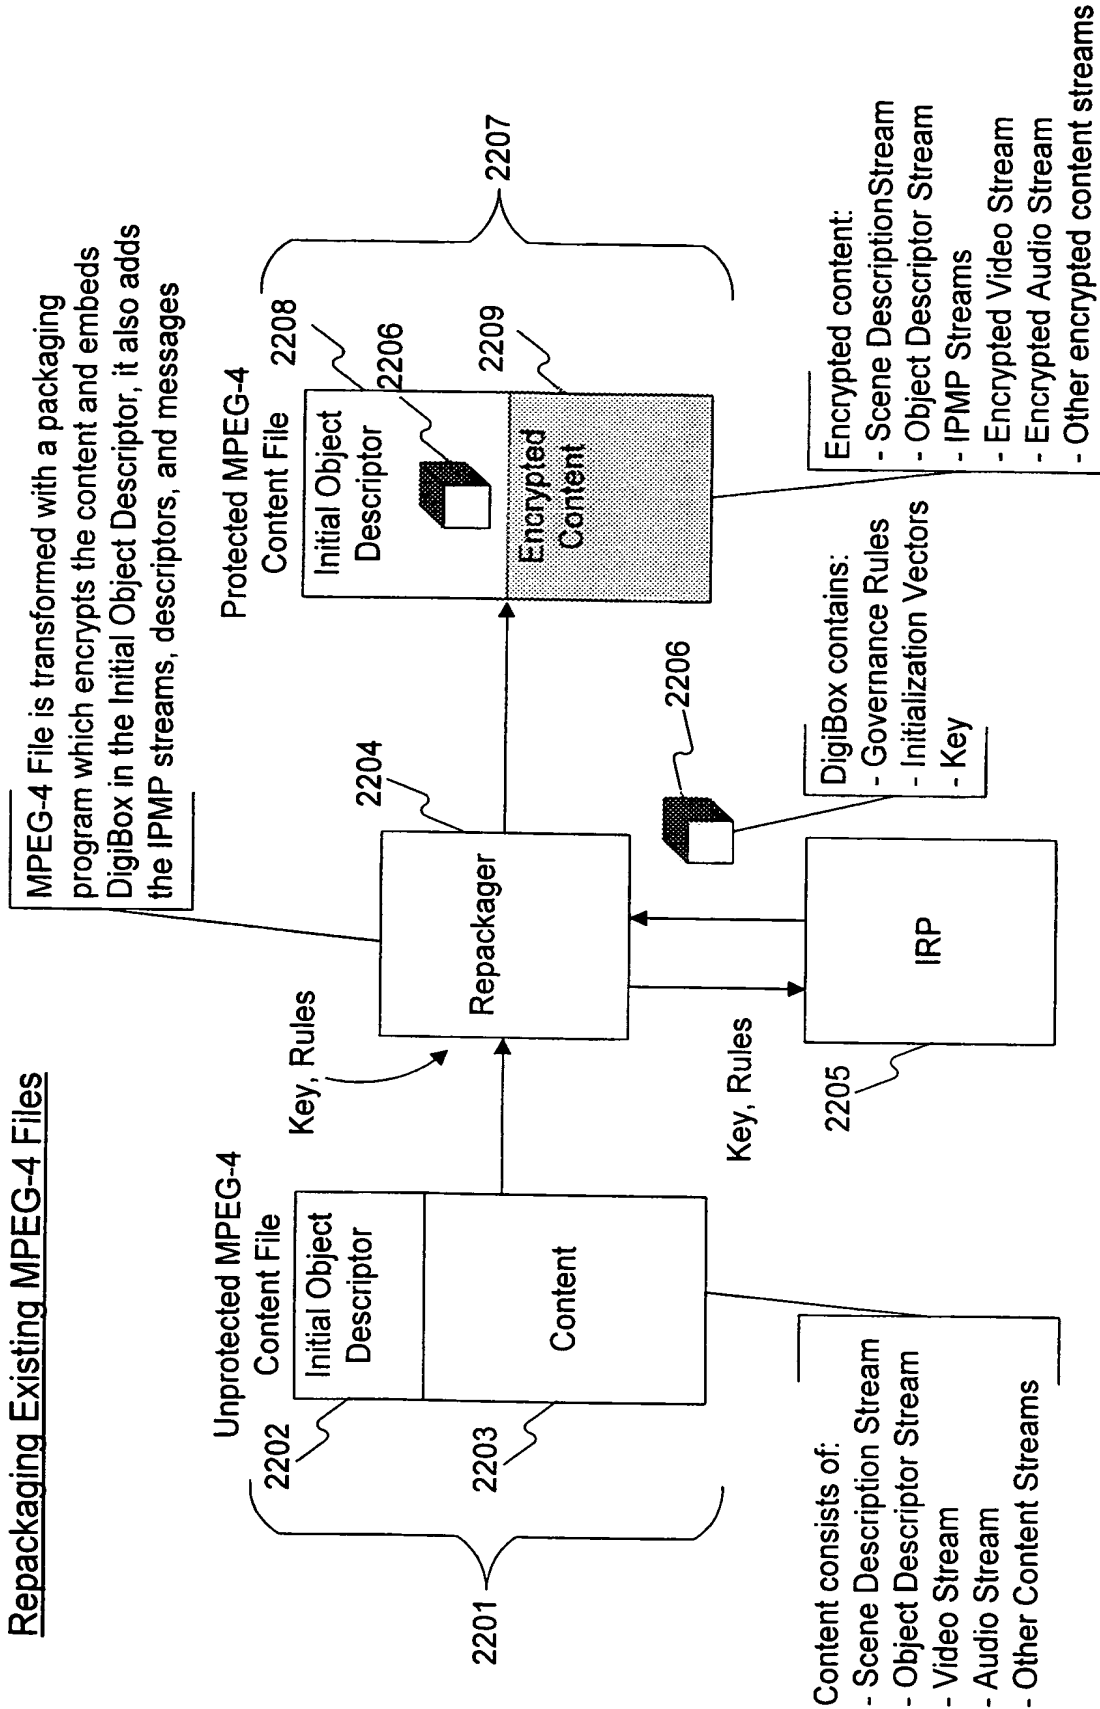 Repackaging Existing MPEG-4 Files
MPEG-4 File is transformed with a packaging
program which encrypts the content and embeds
DigiBox in the Initial Object Descriptor, it also adds
the IPMP streams, descriptors, and messages
Unprotected MPEG-4
Content File
2202
Initial Object
Descriptor
2203
Content
2201
Content consists of:
- Scene Description Stream
- Object Descriptor Stream
- Video Stream
- Audio Stream
- Other Content Streams
Key, Rules
Repackager
2204
Key, Rules
2205
IRP
2206
DigiBox contains:
- Governance Rules
- Initialization Vectors
- Key
Protected MPEG-4
Content File
Initial Object
Descriptor
2208
2206
Encrypted
Content
2209
2207
Encrypted content:
- Scene DescriptionStream
- Object Descriptor Stream
- IPMP Streams
- Encrypted Video Stream
- Encrypted Audio Stream
- Other encrypted content streams